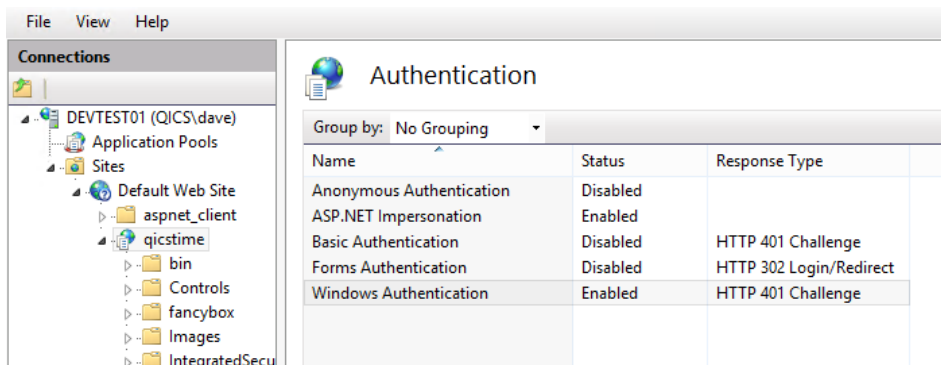 File View Help
Connections
DEVTEST01 (QICS\dave)
Application Pools
Sites
Default Web Site
aspnet_client
qicstime
bin
Controls
fancybox
Images
IntegratedSecu
Authentication
Group by: No Grouping
Name Status Response Type
Anonymous Authentication Disabled
ASP.NET Impersonation Enabled
Basic Authentication Disabled HTTP 401 Challenge
Forms Authentication Disabled HTTP 302 Login/Redirect
Windows Authentication Enabled HTTP 401 Challenge